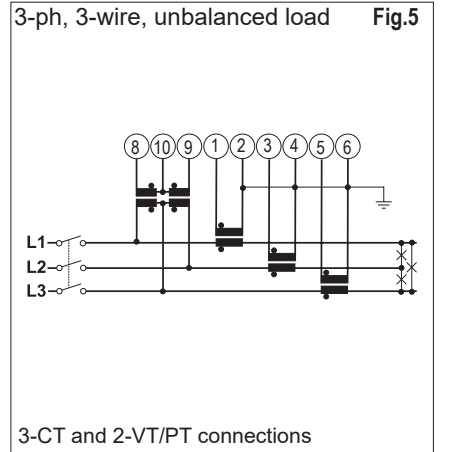 3-ph, 3-wire, unbalanced load Fig.5
8 10 9 1 2 3 4 5 6
L1
L2
L3
3-CT and 2-VT/PT connections